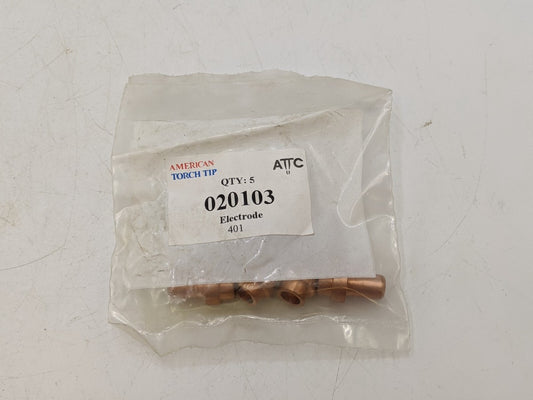 AMERICAN
TORCH TIP
ATTC
QTY: 5
020103
Electrode
401